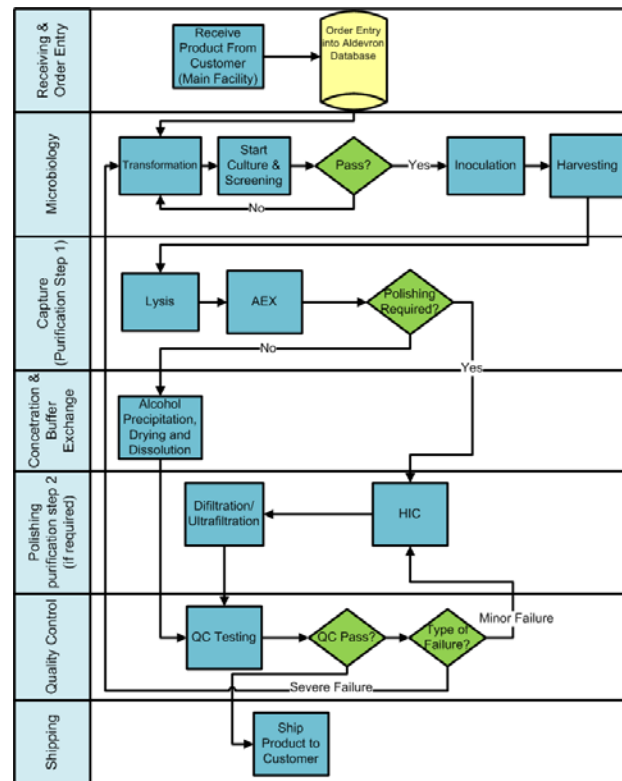 Receiving &
Order Entry
Receive
Product From
Customer
(Main Facility)
Order Entry
into Aldevron
Database
Microbiology
Transformation
Start
Culture &
Screening
Pass?
Yes
Inoculation
Harvesting
No
Capture
(Purification Step 1)
Lysis
AEX
Polishing
Required?
No
Yes
Concetration &
Buffer
Exchange
Alcohol
Precipitation,
Drying and
Dissolution
Polishing
purification step 2
(if required)
Difiltration/
Ultrafiltration
HIC
Minor Failure
Quality Control
QC Testing
QC Pass?
Type of
Failure?
Severe Failure
Shipping
Ship
Product to
Customer